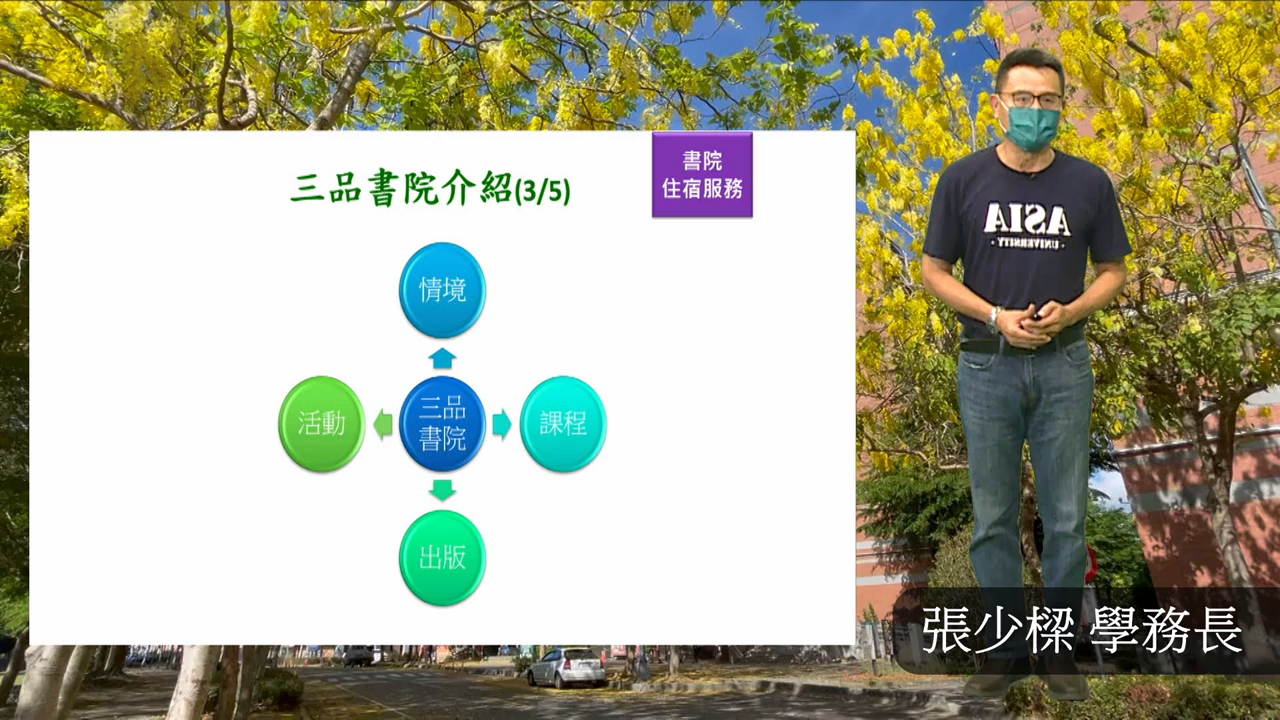 三品書院介紹(3/5)
書院
住宿服務
情境
活動
三品
書院
課程
出版
ASIA
·UNIVERSITY·
張少樑 學務長